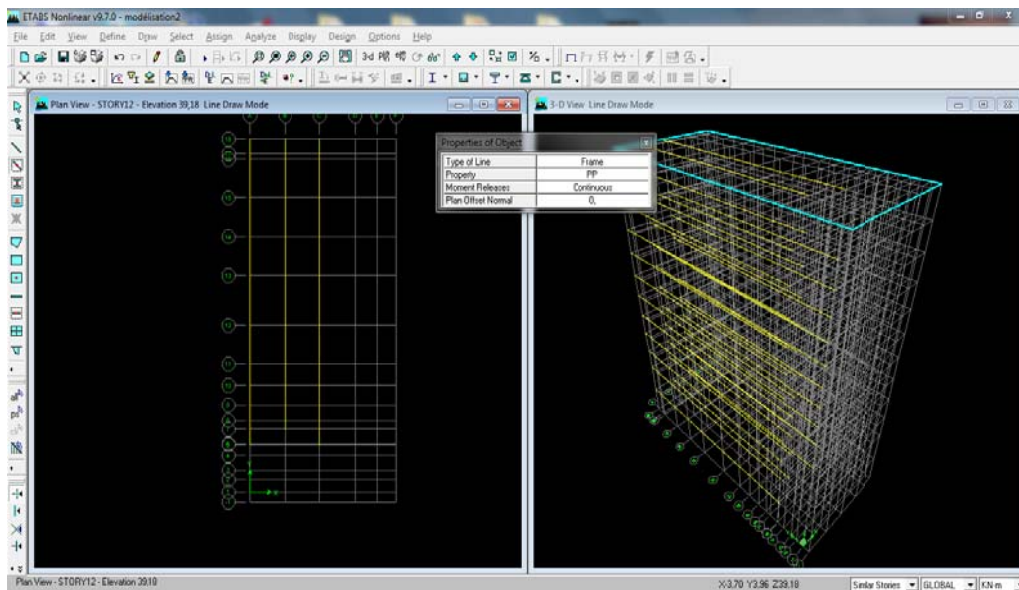 ETABS Nonlinear v9.7.0 - modélisation2
File Edit View Define Draw Select Assign Analyze Display Design Options Help
Plan View - STORY12 - Elevation 39,18 Line Draw Mode
3-D View Line Draw Mode
Properties of Object
Type of Line Frame
Property PP
Moment Releases Continuous
Plan Offset Normal 0,
Plan View - STORY12 - Elevation 39,18
X-3,70 Y3,96 Z39,18
Similar Stories
GLOBAL
KN-m